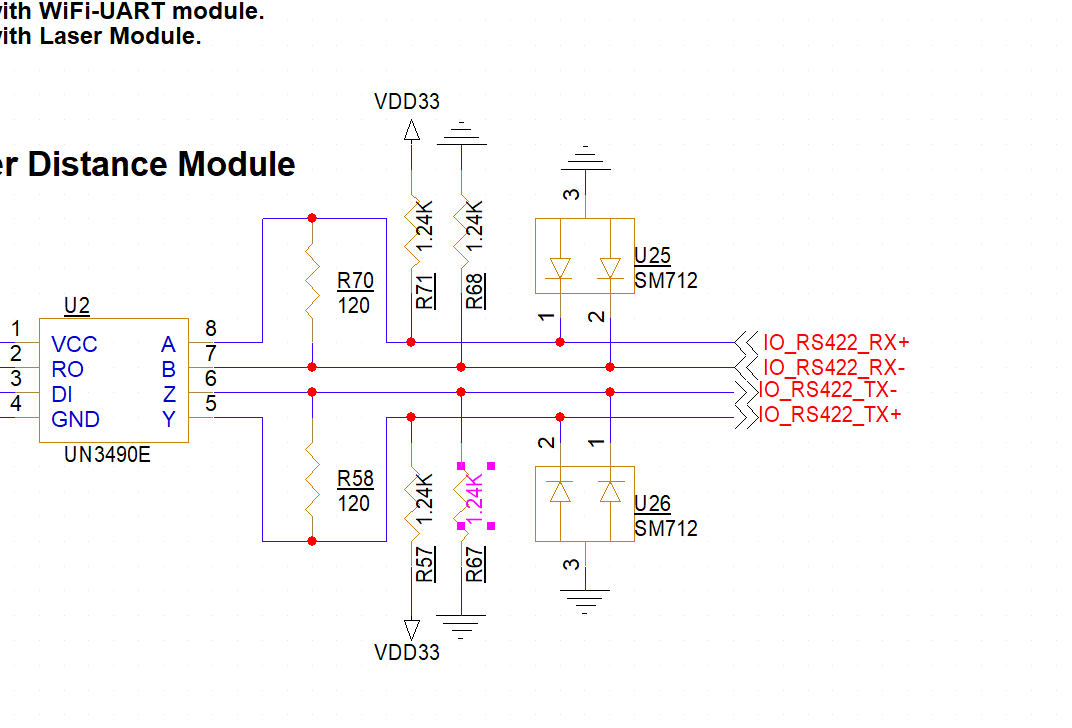 ith WiFi-UART module.
ith Laser Module.
VDD33
er Distance Module
3
1.24K
1.24K
R71
R68
R70
120
U25
SM712
1
2
U2
1
2
3
4
VCC
RO
DI
GND
A
B
Z
Y
8
7
6
5
UN3490E
IO_RS422_RX+
IO_RS422_RX-
IO_RS422_TX-
IO_RS422_TX+
2
1
R58
120
1.24K
1.24K
R57
R67
U26
SM712
3
VDD33